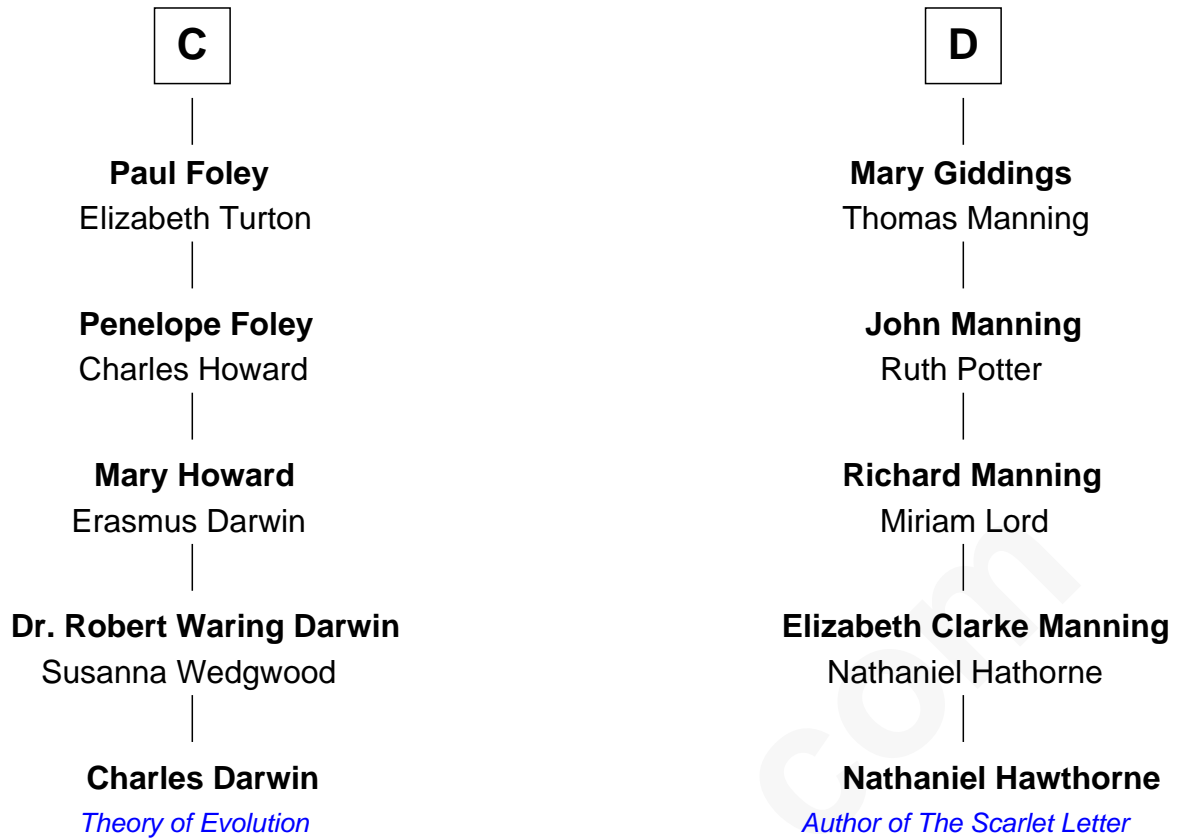 C
Paul Foley
Elizabeth Turton
Penelope Foley
Charles Howard
Mary Howard
Erasmus Darwin
Dr. Robert Waring Darwin
Susanna Wedgwood
Charles Darwin
Theory of Evolution
D
Mary Giddings
Thomas Manning
John Manning
Ruth Potter
Richard Manning
Miriam Lord
Elizabeth Clarke Manning
Nathaniel Hathorne
Nathaniel Hawthorne
Author of The Scarlet Letter
com